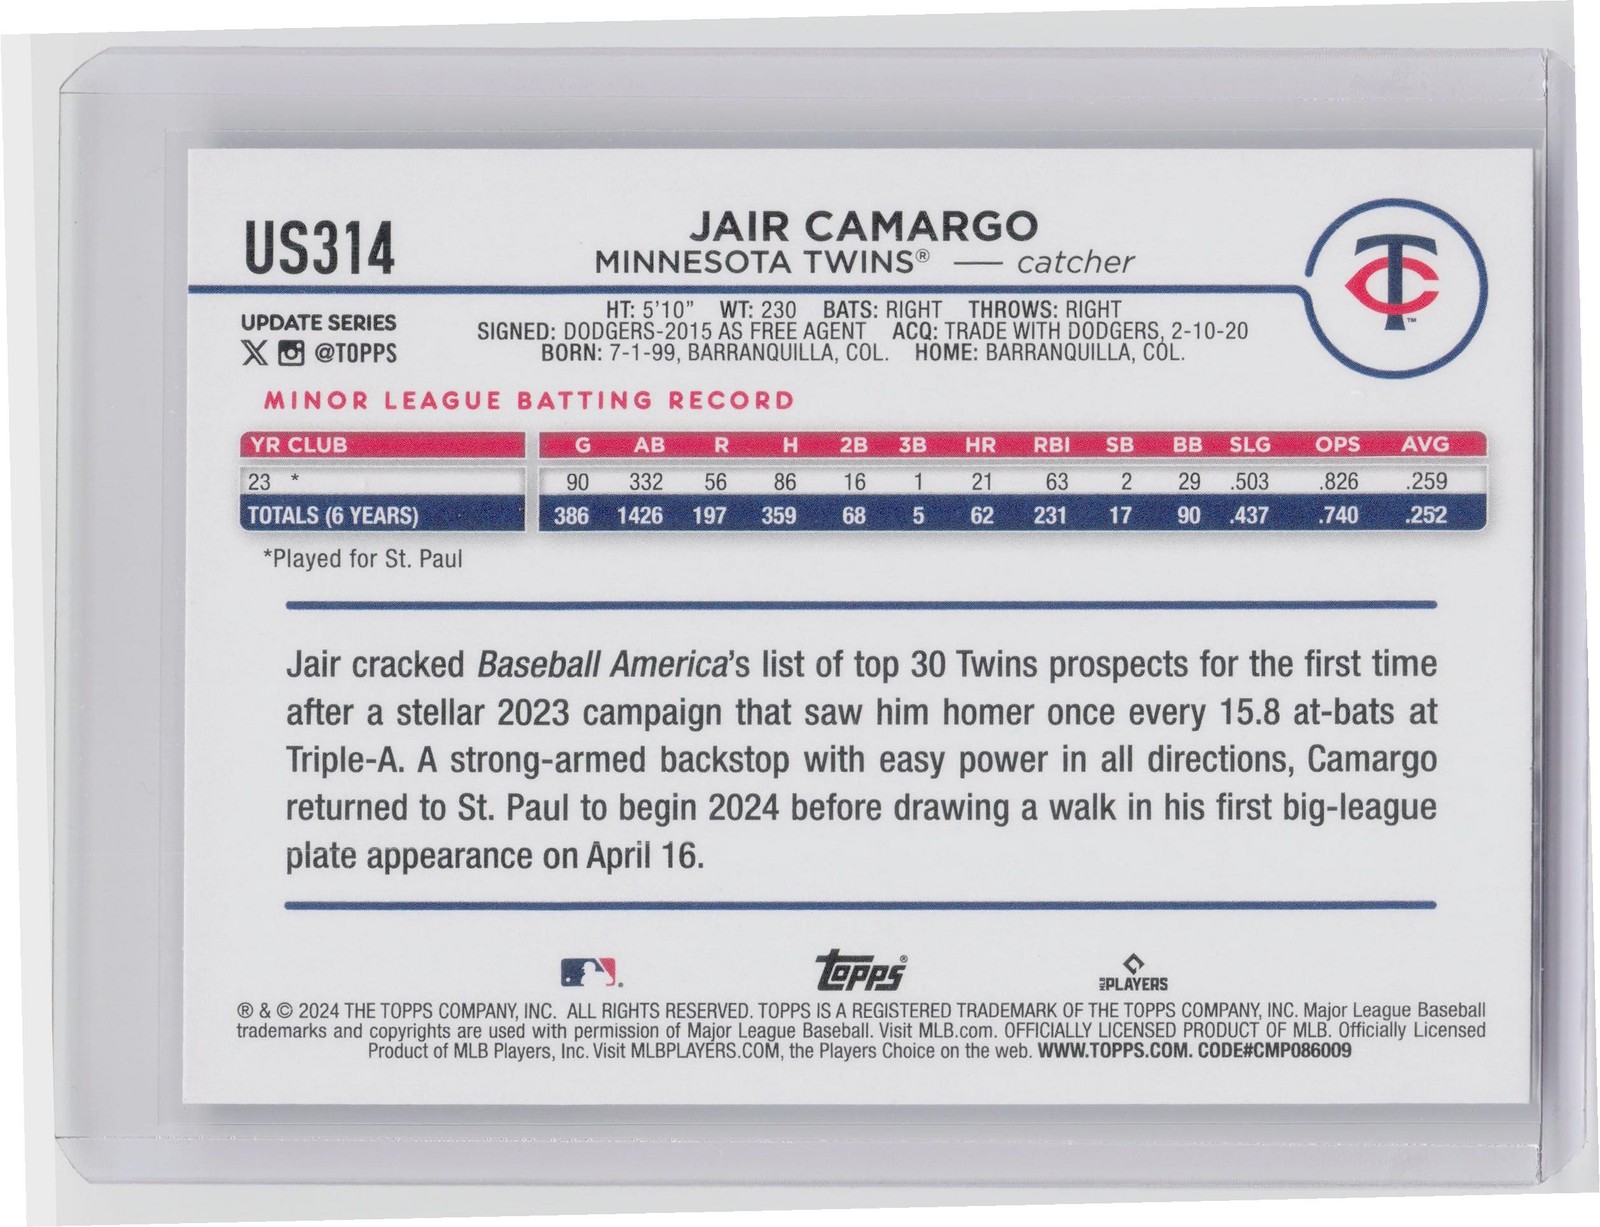 US314
JAIR CAMARGO
MINNESOTA TWINS® — catcher
TC™
UPDATE SERIES
@TOPPS
HT: 5'10" WT: 230 BATS: RIGHT THROWS: RIGHT
SIGNED: DODGERS-2015 AS FREE AGENT ACQ: TRADE WITH DODGERS, 2-10-20
BORN: 7-1-99, BARRANQUILLA, COL. HOME: BARRANQUILLA, COL.
MINOR LEAGUE BATTING RECORD
YR CLUB G AB R H 2B 3B HR RBI SB BB SLG OPS AVG
23 * 90 332 56 86 16 1 21 63 2 29 .503 .826 .259
TOTALS (6 YEARS) 386 1426 197 359 68 5 62 231 17 90 .437 .740 .252
*Played for St. Paul
Jair cracked Baseball America's list of top 30 Twins prospects for the first time
after a stellar 2023 campaign that saw him homer once every 15.8 at-bats at
Triple-A. A strong-armed backstop with easy power in all directions, Camargo
returned to St. Paul to begin 2024 before drawing a walk in his first big-league
plate appearance on April 16.
topps®
MLB PLAYERS
® & © 2024 THE TOPPS COMPANY, INC. ALL RIGHTS RESERVED. TOPPS IS A REGISTERED TRADEMARK OF THE TOPPS COMPANY, INC. Major League Baseball
trademarks and copyrights are used with permission of Major League Baseball. Visit MLB.com. OFFICIALLY LICENSED PRODUCT OF MLB. Officially Licensed
Product of MLB Players, Inc. Visit MLBPLAYERS.COM, the Players Choice on the web. WWW.TOPPS.COM. CODE#CMP086009